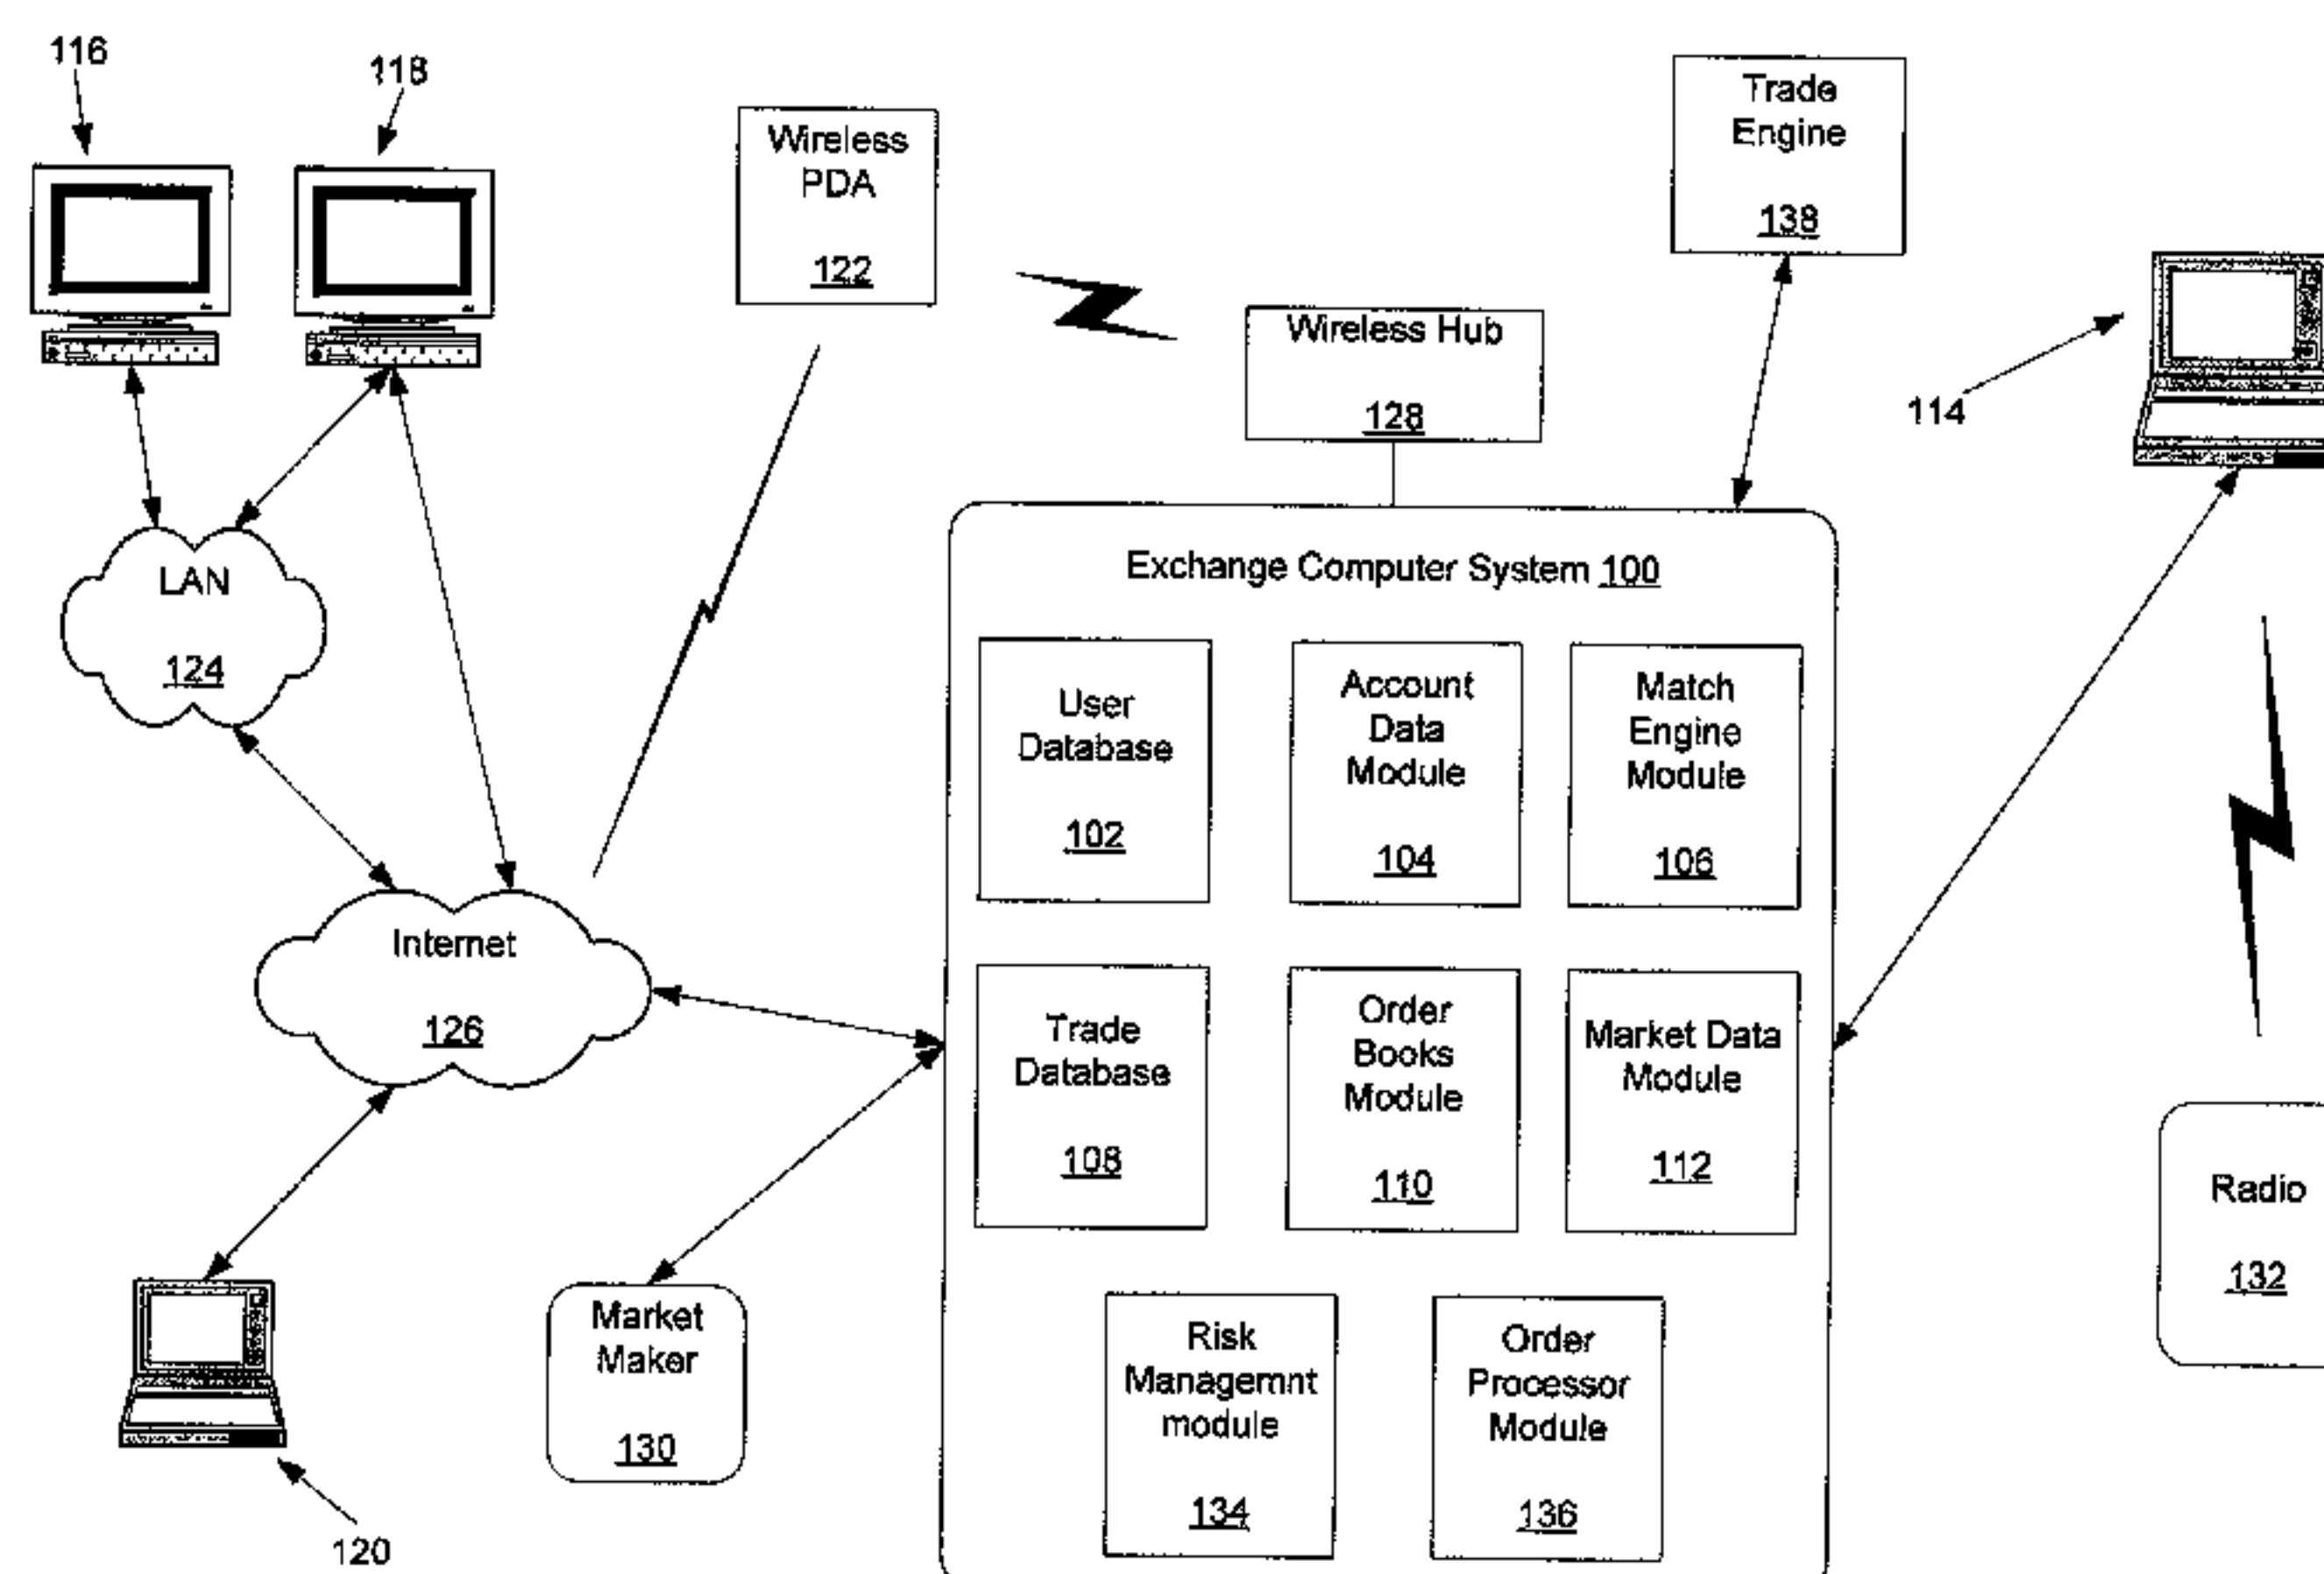 116
118
Wireless
PDA
122
Trade
Engine
138
Wireless Hub
128
114
LAN
124
Exchange Computer System 100
User
Database
102
Account
Data
Module
104
Match
Engine
Module
106
Internet
126
Trade
Database
108
Order
Books
Module
110
Market Data
Module
112
Radio
132
Market
Maker
130
Risk
Managemnt
module
134
Order
Processor
Module
136
120